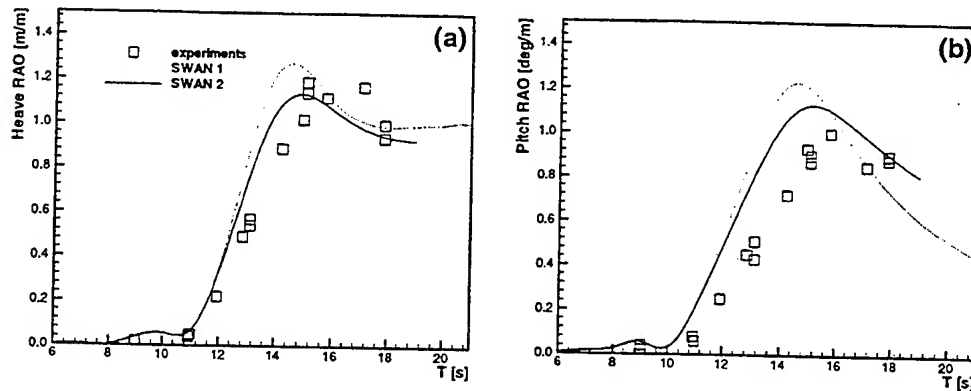 (a)
Heave RAO [m/m]
experiments
SWAN 1
SWAN 2
1.4
1.2
1.0
0.8
0.6
0.4
0.2
0.0
6 8 10 12 14 16 18 20
T [s]
(b)
Pitch RAO [deg/m]
1.4
1.2
1.0
0.8
0.6
0.4
0.2
0.0
6 8 10 12 14 16 18 20
T [s]